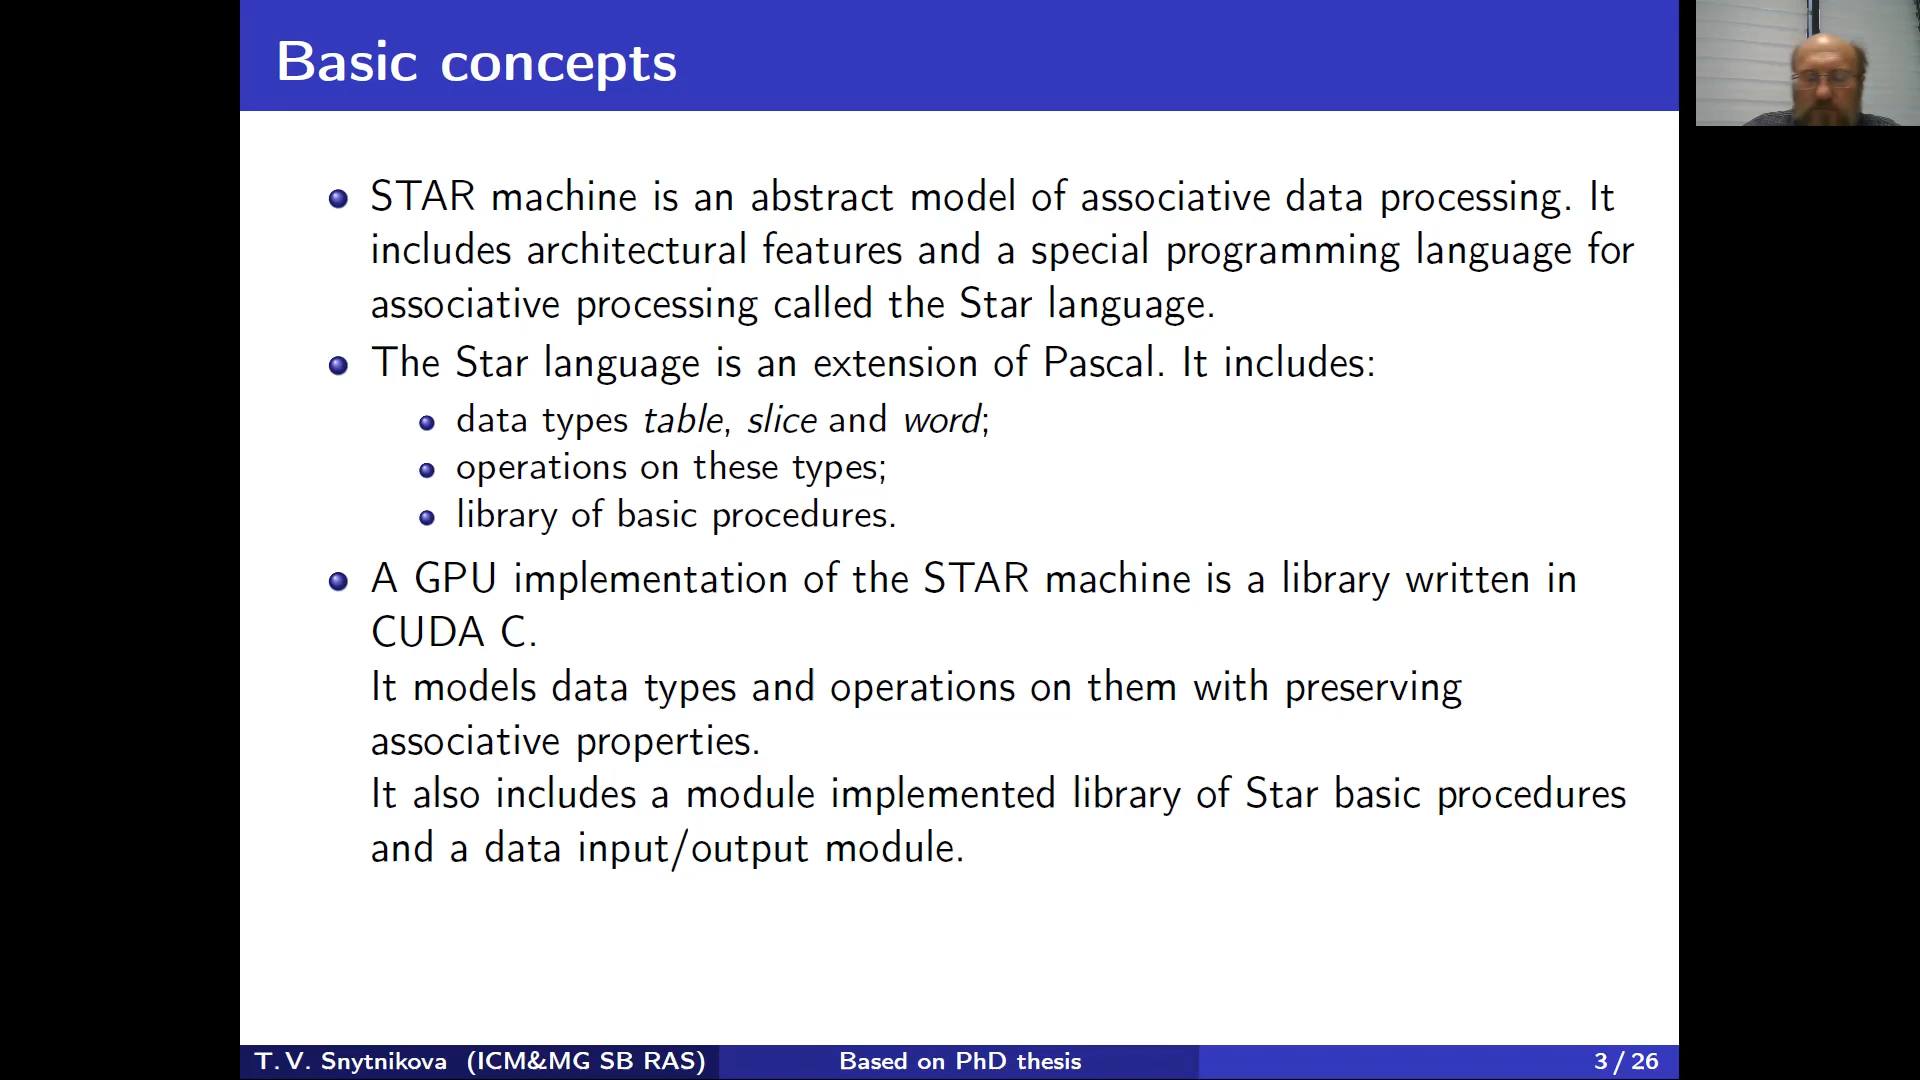 Basic concepts
STAR machine is an abstract model of associative data processing. It
includes architectural features and a special programming language for
associative processing called the Star language.
The Star language is an extension of Pascal. It includes:
data types table, slice and word;
operations on these types;
library of basic procedures.
A GPU implementation of the STAR machine is a library written in
CUDA C.
It models data types and operations on them with preserving
associative properties.
It also includes a module implemented library of Star basic procedures
and a data input/output module.
T. V. Snytnikova (ICM&MG SB RAS) Based on PhD thesis 3 / 26